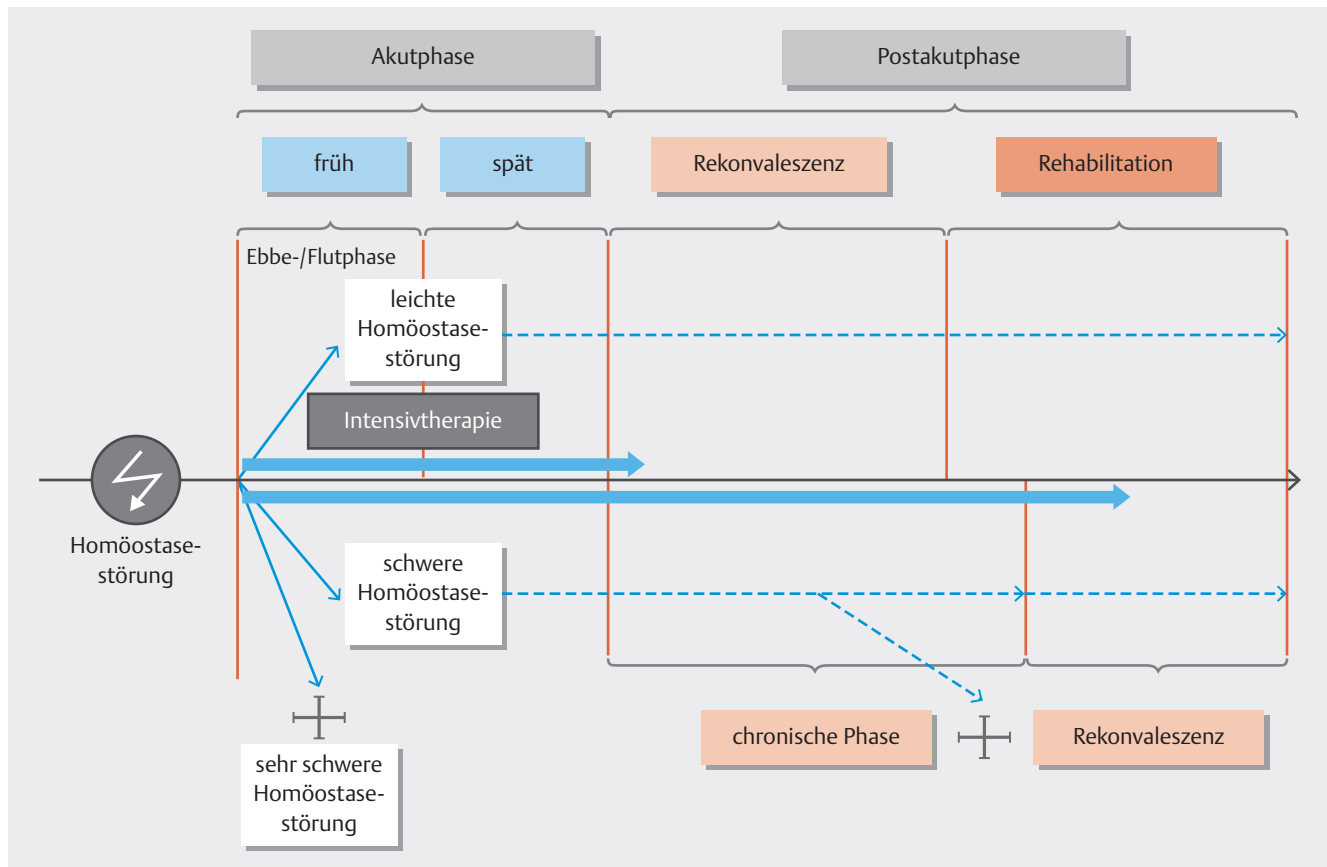 Akutphase
Postakutphase
früh
spät
Rekonvaleszenz
Rehabilitation
Ebbe-/Flutphase
leichte
Homöostase-
störung
Intensivtherapie
Homöostase-
störung
schwere
Homöostase-
störung
sehr schwere
Homöostase-
störung
chronische Phase
Rekonvaleszenz